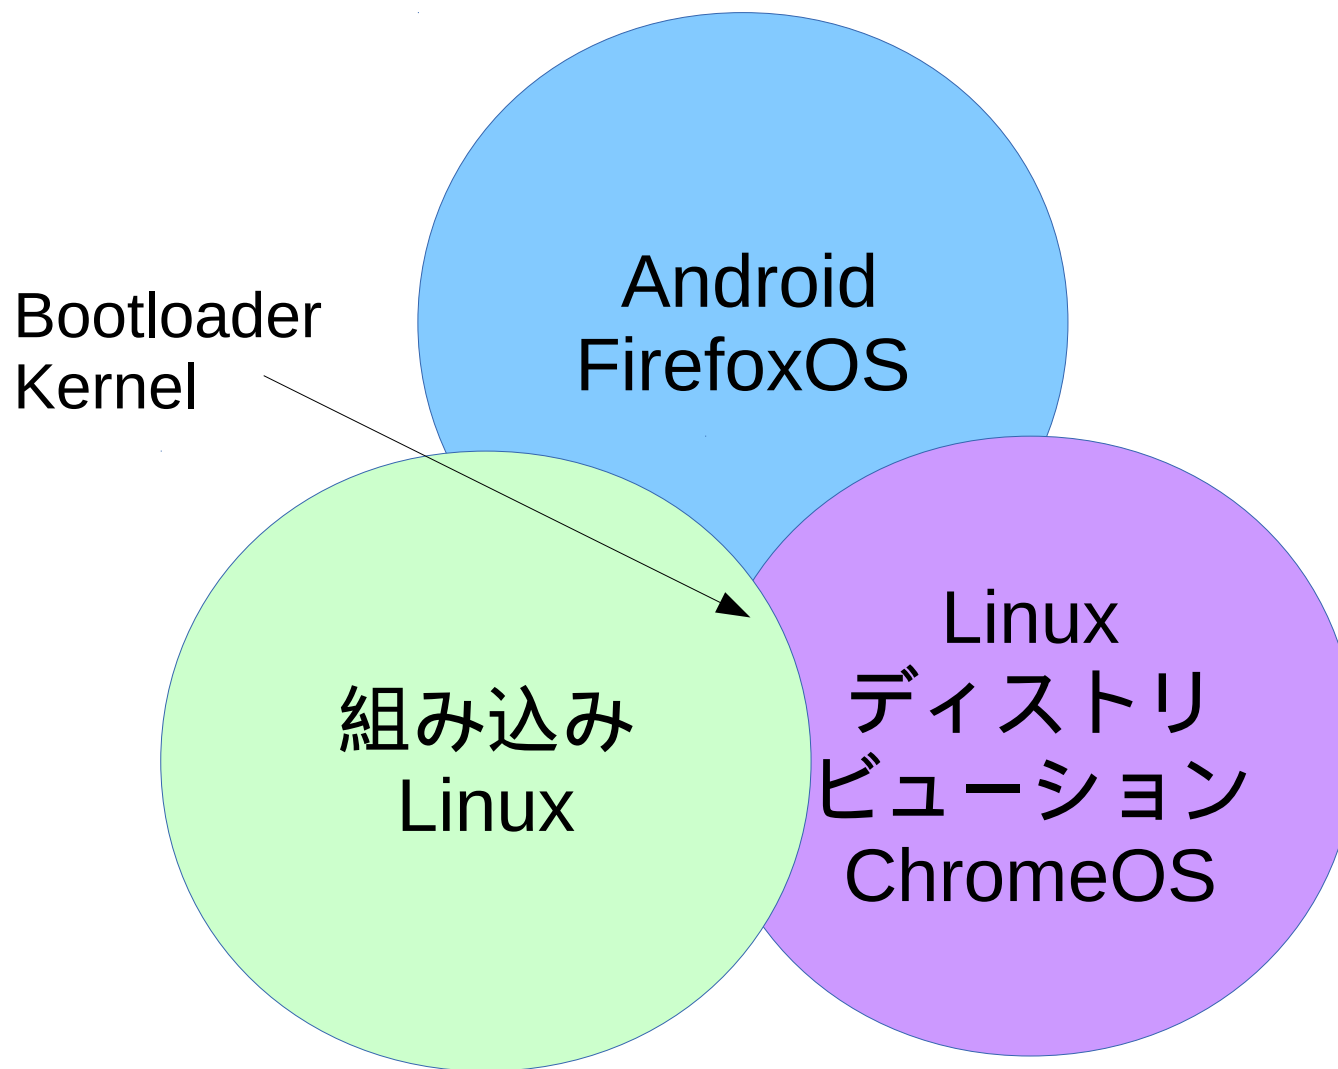 Android
FirefoxOS
Bootloader
Kernel
Linux
ディストリ
ビューション
ChromeOS
組み込み
Linux